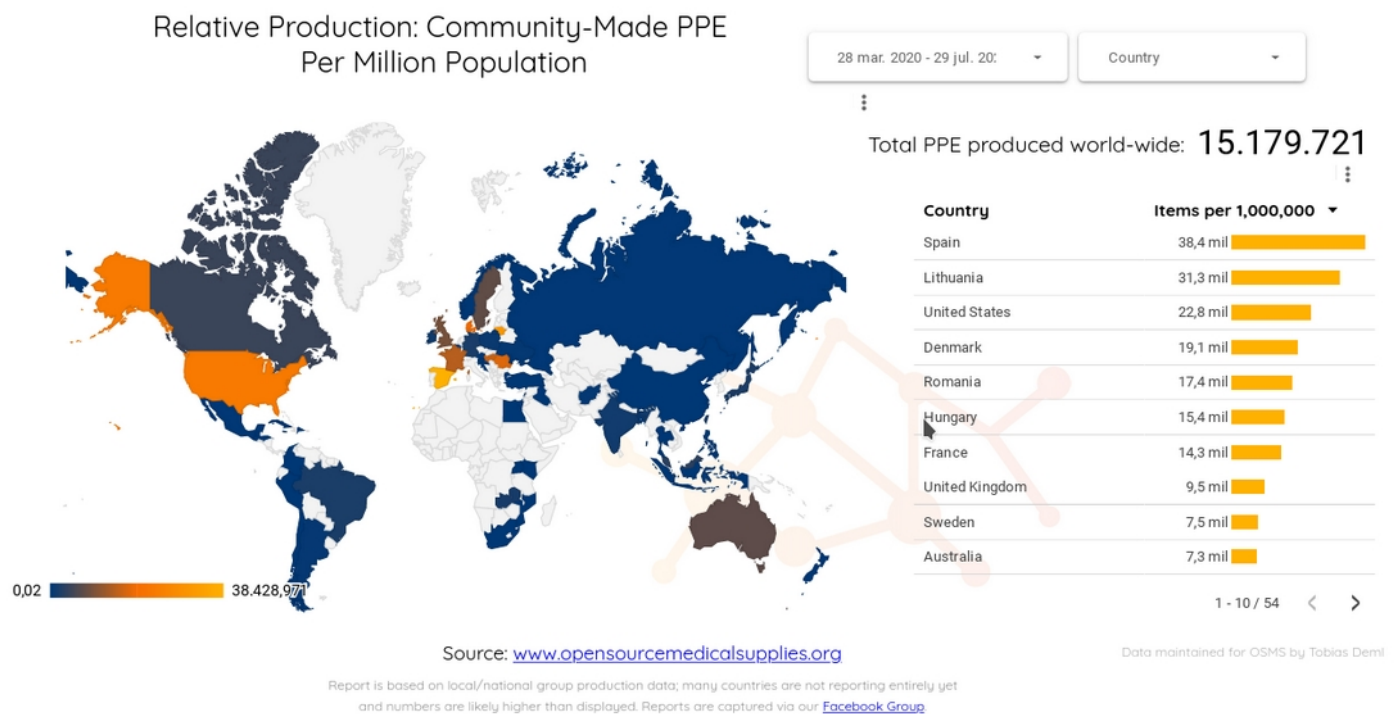 Relative Production: Community-Made PPE
Per Million Population
28 mar. 2020 - 29 jul. 20
Country
Total PPE produced world-wide: 15.179.721
Country Items per 1,000,000
Spain 38,4 mil
Lithuania 31,3 mil
United States 22,8 mil
Denmark 19,1 mil
Romania 17,4 mil
Hungary 15,4 mil
France 14,3 mil
United Kingdom 9,5 mil
Sweden 7,5 mil
Australia 7,3 mil
0,02 38.428,971
1 - 10 / 54
Source: www.opensourcemedicalsupplies.org
Data maintained for OSMS by Tobias Deml
Report is based on local/national group production data; many countries are not reporting entirely yet
and numbers are likely higher than displayed. Reports are captured via our Facebook Group.